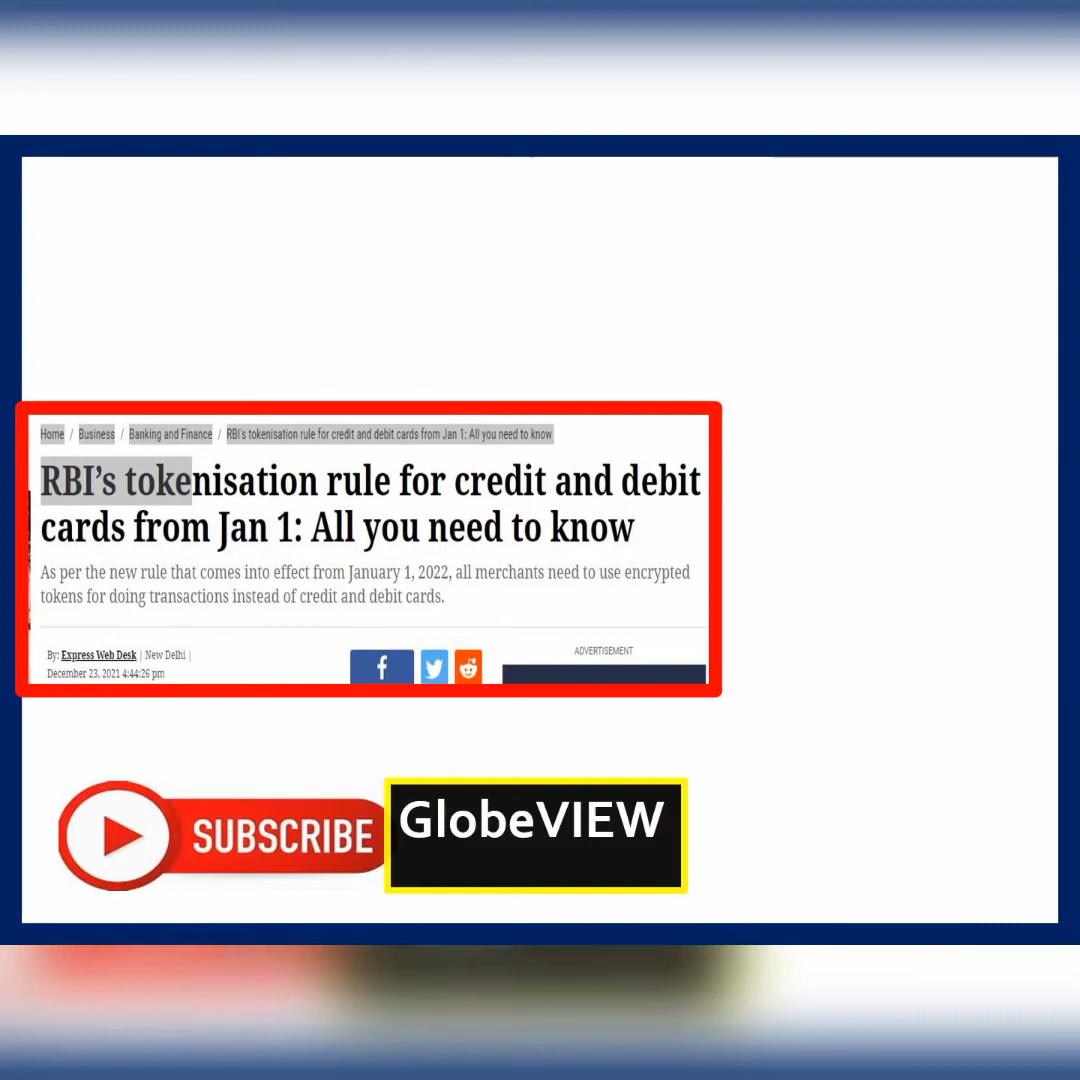 Home / Business / Banking and Finance / RBI's tokenisation rule for credit and debit cards from Jan 1: All you need to know
RBI's tokenisation rule for credit and debit
cards from Jan 1: All you need to know
As per the new rule that comes into effect from January 1, 2022, all merchants need to use encrypted
tokens for doing transactions instead of credit and debit cards.
By: Express Web Desk | New Delhi |
December 23, 2021 4:44:26 pm
ADVERTISEMENT
SUBSCRIBE
GlobeVIEW